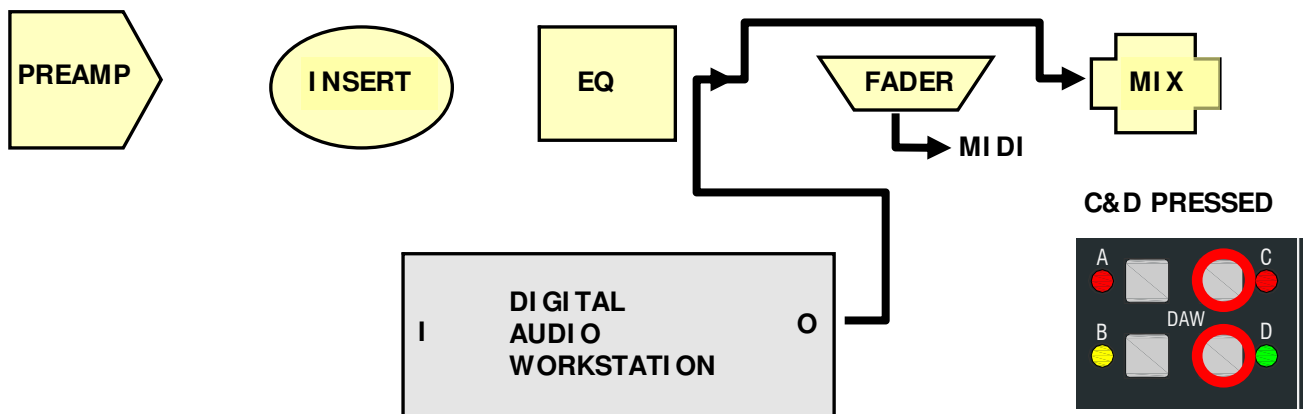 PREAMP
INSERT
EQ
FADER
MIX
MIDI
C&D PRESSED
I
DIGITAL
AUDIO
WORKSTATION
O
A
C
DAW
B
D